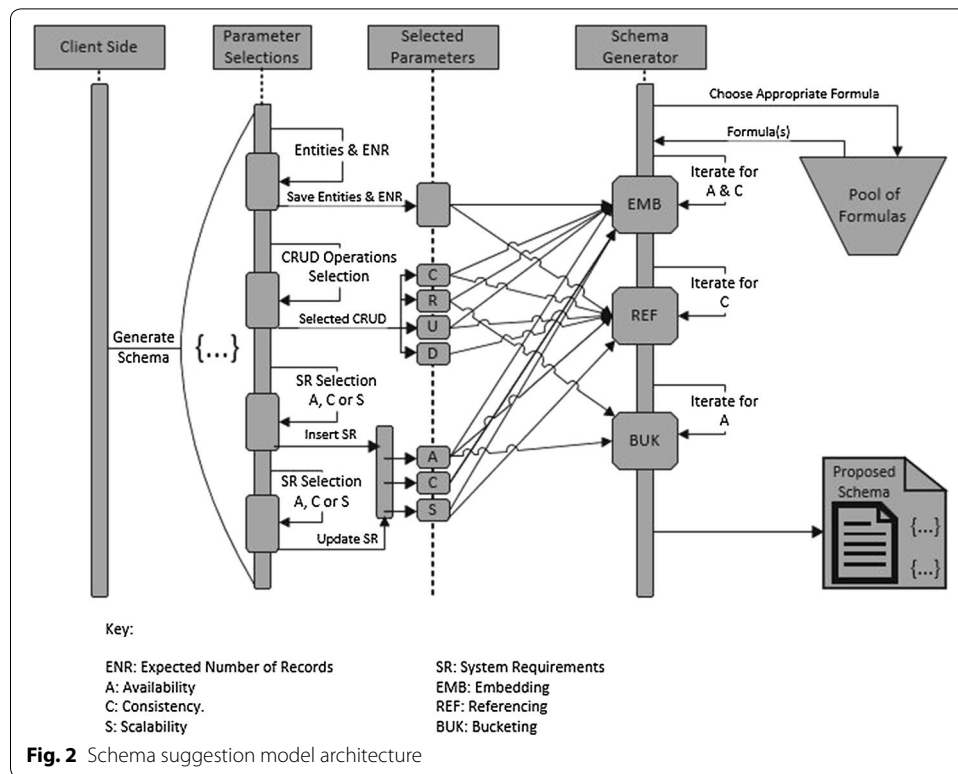 Client Side
Parameter
Selections
Selected
Parameters
Schema
Generator
Choose Appropriate Formula
Formula(s)
Entities & ENR
Iterate for
A & C
Pool of
Formulas
Save Entities & ENR
EMB
CRUD Operations
Selection
C
R
U
D
Selected CRUD
Iterate for
C
REF
Generate
Schema
{...}
SR Selection
A, C or S
Insert SR
Iterate for
A
BUK
A
C
S
SR Selection
A, C or S
Update SR
Proposed
Schema
{...}
{...}
Key:
ENR: Expected Number of Records
A: Availability
C: Consistency.
S: Scalability
SR: System Requirements
EMB: Embedding
REF: Referencing
BUK: Bucketing
Fig. 2 Schema suggestion model architecture